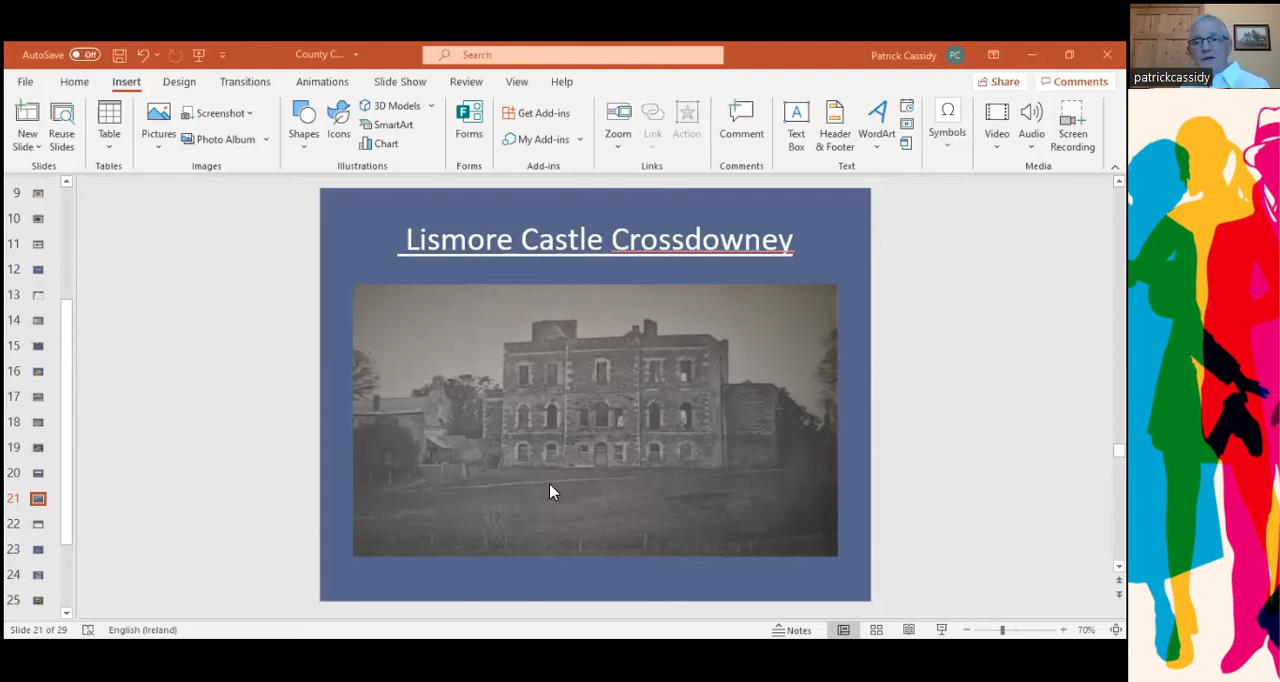 AutoSave
Off
County C...
Search
Patrick Cassidy
PC
patrickcassidy
File
Home
Insert
Design
Transitions
Animations
Slide Show
Review
View
Help
Share
Comments
New
Slide
Reuse
Slides
Slides
Table
Tables
Pictures
Screenshot
Photo Album
Images
Shapes
Icons
3D Models
SmartArt
Chart
Illustrations
Forms
Forms
Get Add-ins
My Add-ins
Add-ins
Zoom
Link
Action
Links
Comment
Comments
Text
Box
Header
& Footer
WordArt
Text
Ω
Symbols
Video
Audio
Screen
Recording
Media
9
10
11
12
13
14
15
16
17
18
19
20
21
22
23
24
25
Lismore Castle Crossdowney
Slide 21 of 29
English (Ireland)
Notes
70%